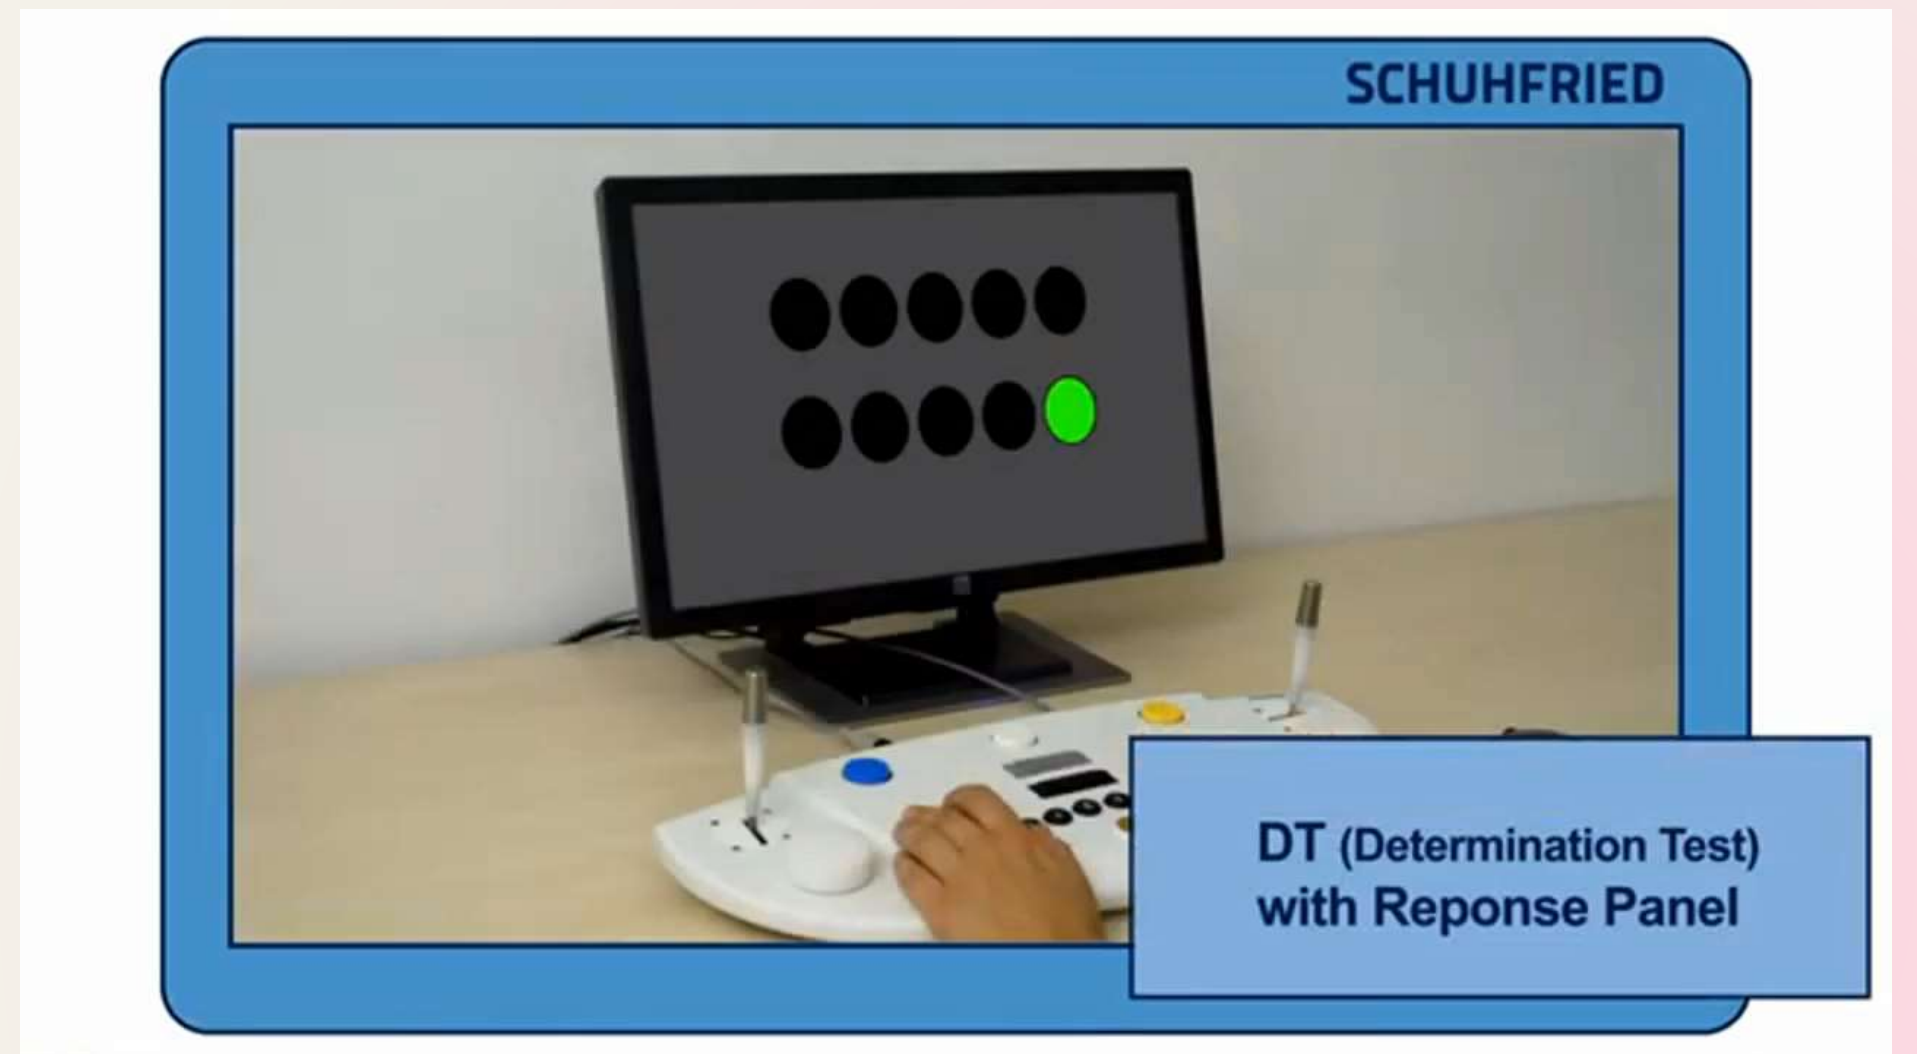 SCHUHFRIED
DT (Determination Test)
with Reponse Panel